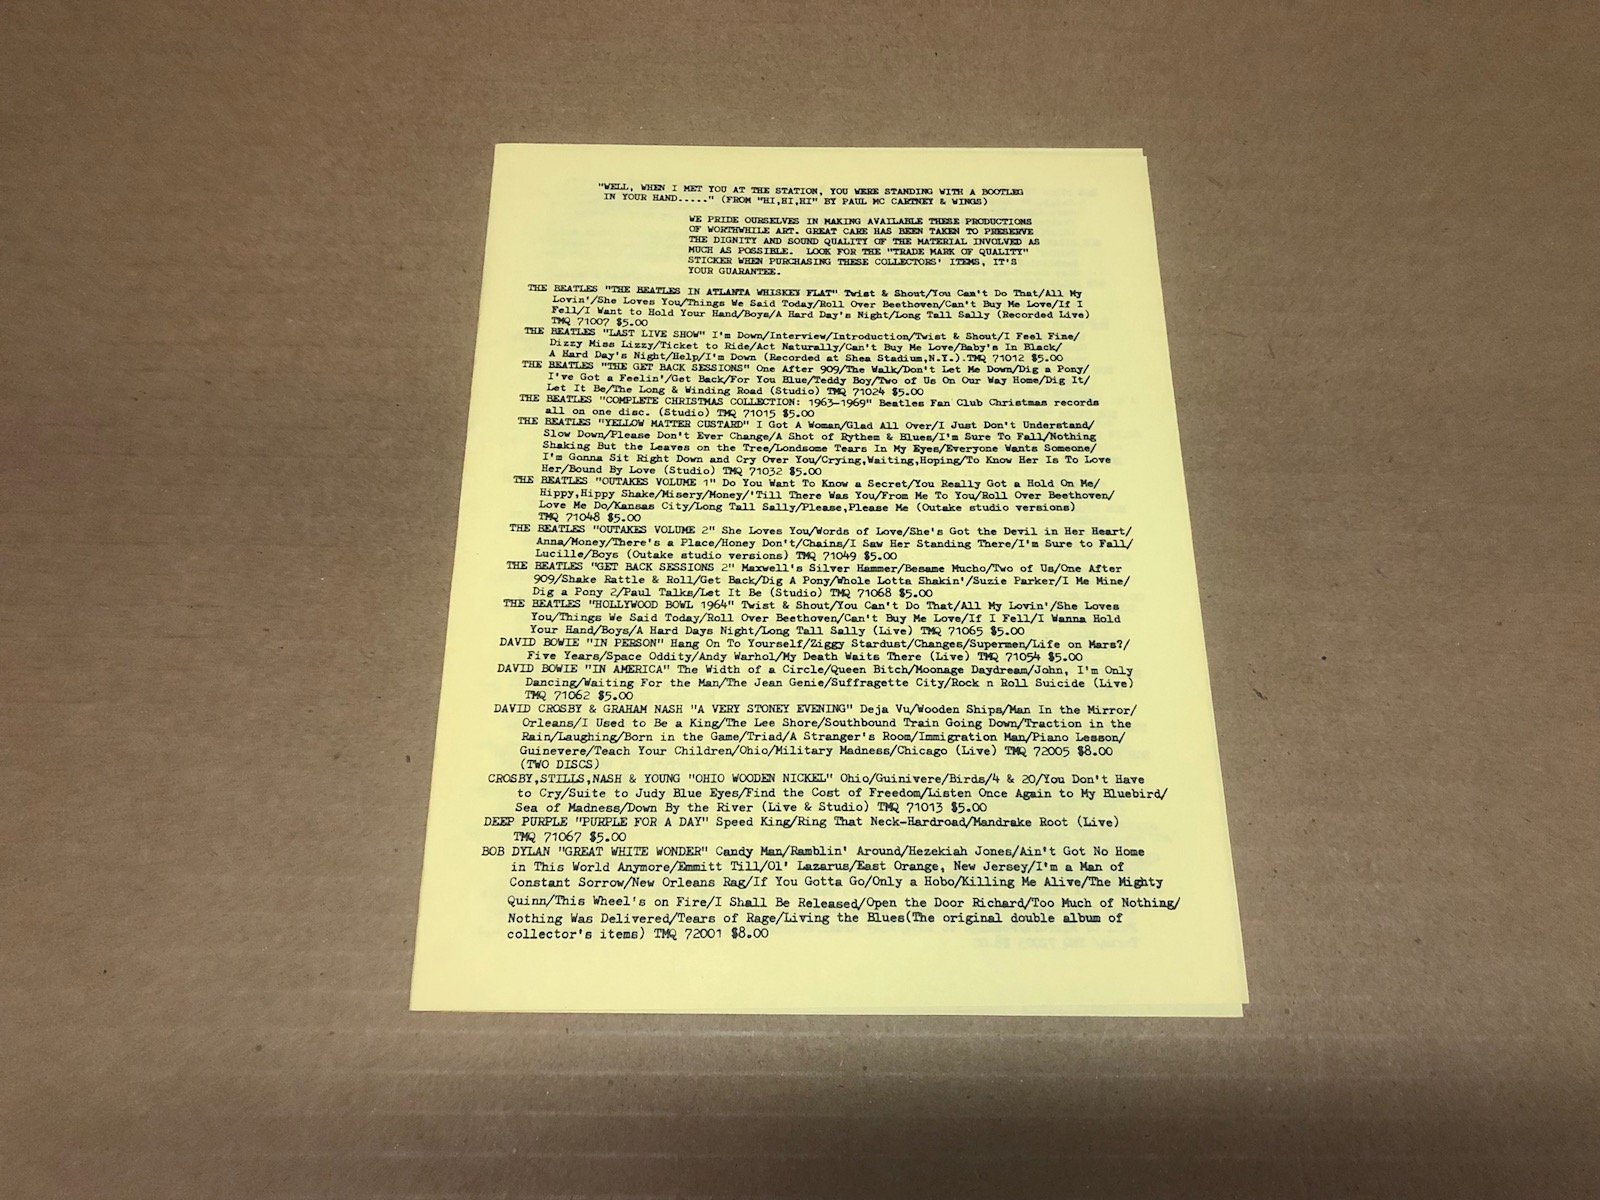 "WELL, WHEN I MET YOU AT THE STATION, YOU WERE STANDING WITH A BOOTLEG
IN YOUR HAND....." (FROM "HI,HI,HI" BY PAUL MC CARTNEY & WINGS)
WE PRIDE OURSELVES IN MAKING AVAILABLE THESE PRODUCTIONS
OF WORTHWHILE ART. GREAT CARE HAS BEEN TAKEN TO PRESERVE
THE DIGNITY AND SOUND QUALITY OF THE MATERIAL INVOLVED AS
MUCH AS POSSIBLE. LOOK FOR THE "TRADE MARK OF QUALITY"
STICKER WHEN PURCHASING THESE COLLECTORS' ITEMS, IT'S
YOUR GUARANTEE.
THE BEATLES "THE BEATLES IN ATLANTA WHISKEY FLAT" Twist & Shout/You Can't Do That/All My
Lovin'/She Loves You/Things We Said Today/Roll Over Beethoven/Can't Buy Me Love/If I
Fell/I Want to Hold Your Hand/Boys/A Hard Day's Night/Long Tall Sally (Recorded Live)
TMQ 71007 $5.00
THE BEATLES "LAST LIVE SHOW" I'm Down/Interview/Introduction/Twist & Shout/I Feel Fine/
Dizzy Miss Lizzy/Ticket to Ride/Act Naturally/Can't Buy Me Love/Baby's In Black/
A Hard Day's Night/Help/I'm Down (Recorded at Shea Stadium,N.Y.).TMQ 71012 $5.00
THE BEATLES "THE GET BACK SESSIONS" One After 909/The Walk/Don't Let Me Down/Dig a Pony/
I've Got a Feelin'/Get Back/For You Blue/Teddy Boy/Two of Us On Our Way Home/Dig It/
Let It Be/The Long & Winding Road (Studio) TMQ 71024 $5.00
THE BEATLES "COMPLETE CHRISTMAS COLLECTION: 1963-1969" Beatles Fan Club Christmas records
all on one disc. (Studio) TMQ 71015 $5.00
THE BEATLES "YELLOW MATTER CUSTARD" I Got A Woman/Glad All Over/I Just Don't Understand/
Slow Down/Please Don't Ever Change/A Shot of Rythem & Blues/I'm Sure To Fall/Nothing
Shaking But the Leaves on the Tree/Londsome Tears In My Eyes/Everyone Wants Someone/
I'm Gonna Sit Right Down and Cry Over You/Crying,Waiting,Hoping/To Know Her Is To Love
Her/Bound By Love (Studio) TMQ 71032 $5.00
THE BEATLES "OUTAKES VOLUME 1" Do You Want To Know a Secret/You Really Got a Hold On Me/
Hippy,Hippy Shake/Misery/Money/'Till There Was You/From Me To You/Roll Over Beethoven/
Love Me Do/Kansas City/Long Tall Sally/Please,Please Me (Outake studio versions)
TMQ 71048 $5.00
THE BEATLES "OUTAKES VOLUME 2" She Loves You/Words of Love/She's Got the Devil in Her Heart/
Anna/Money/There's a Place/Honey Don't/Chains/I Saw Her Standing There/I'm Sure to Fall/
Lucille/Boys (Outake studio versions) TMQ 71049 $5.00
THE BEATLES "GET BACK SESSIONS 2" Maxwell's Silver Hammer/Besame Mucho/Two of Us/One After
909/Shake Rattle & Roll/Get Back/Dig A Pony/Whole Lotta Shakin'/Suzie Parker/I Me Mine/
Dig a Pony 2/Paul Talks/Let It Be (Studio) TMQ 71068 $5.00
THE BEATLES "HOLLYWOOD BOWL 1964" Twist & Shout/You Can't Do That/All My Lovin'/She Loves
You/Things We Said Today/Roll Over Beethoven/Can't Buy Me Love/If I Fell/I Wanna Hold
Your Hand/Boys/A Hard Days Night/Long Tall Sally (Live) TMQ 71065 $5.00
DAVID BOWIE "IN PERSON" Hang On To Yourself/Ziggy Stardust/Changes/Supermen/Life on Mars?/
Five Years/Space Oddity/Andy Warhol/My Death Waits There (Live) TMQ 71054 $5.00
DAVID BOWIE "IN AMERICA" The Width of a Circle/Queen Bitch/Moonage Daydream/John, I'm Only
Dancing/Waiting For the Man/The Jean Genie/Suffragette City/Rock n Roll Suicide (Live)
TMQ 71062 $5.00
DAVID CROSBY & GRAHAM NASH "A VERY STONEY EVENING" Deja Vu/Wooden Ships/Man In the Mirror/
Orleans/I Used to Be a King/The Lee Shore/Southbound Train Going Down/Traction in the
Rain/Laughing/Born in the Game/Triad/A Stranger's Room/Immigration Man/Piano Lesson/
Guinevere/Teach Your Children/Ohio/Military Madness/Chicago (Live) TMQ 72005 $8.00
(TWO DISCS)
CROSBY,STILLS,NASH & YOUNG "OHIO WOODEN NICKEL" Ohio/Guinivere/Birds/4 & 20/You Don't Have
to Cry/Suite to Judy Blue Eyes/Find the Cost of Freedom/Listen Once Again to My Bluebird/
Sea of Madness/Down By the River (Live & Studio) TMQ 71013 $5.00
DEEP PURPLE "PURPLE FOR A DAY" Speed King/Ring That Neck-Hardroad/Mandrake Root (Live)
TMQ 71067 $5.00
BOB DYLAN "GREAT WHITE WONDER" Candy Man/Ramblin' Around/Hezekiah Jones/Ain't Got No Home
in This World Anymore/Emmitt Till/Ol' Lazarus/East Orange, New Jersey/I'm a Man of
Constant Sorrow/New Orleans Rag/If You Gotta Go/Only a Hobo/Killing Me Alive/The Mighty
Quinn/This Wheel's on Fire/I Shall Be Released/Open the Door Richard/Too Much of Nothing/
Nothing Was Delivered/Tears of Rage/Living the Blues(The original double album of
collector's items) TMQ 72001 $8.00